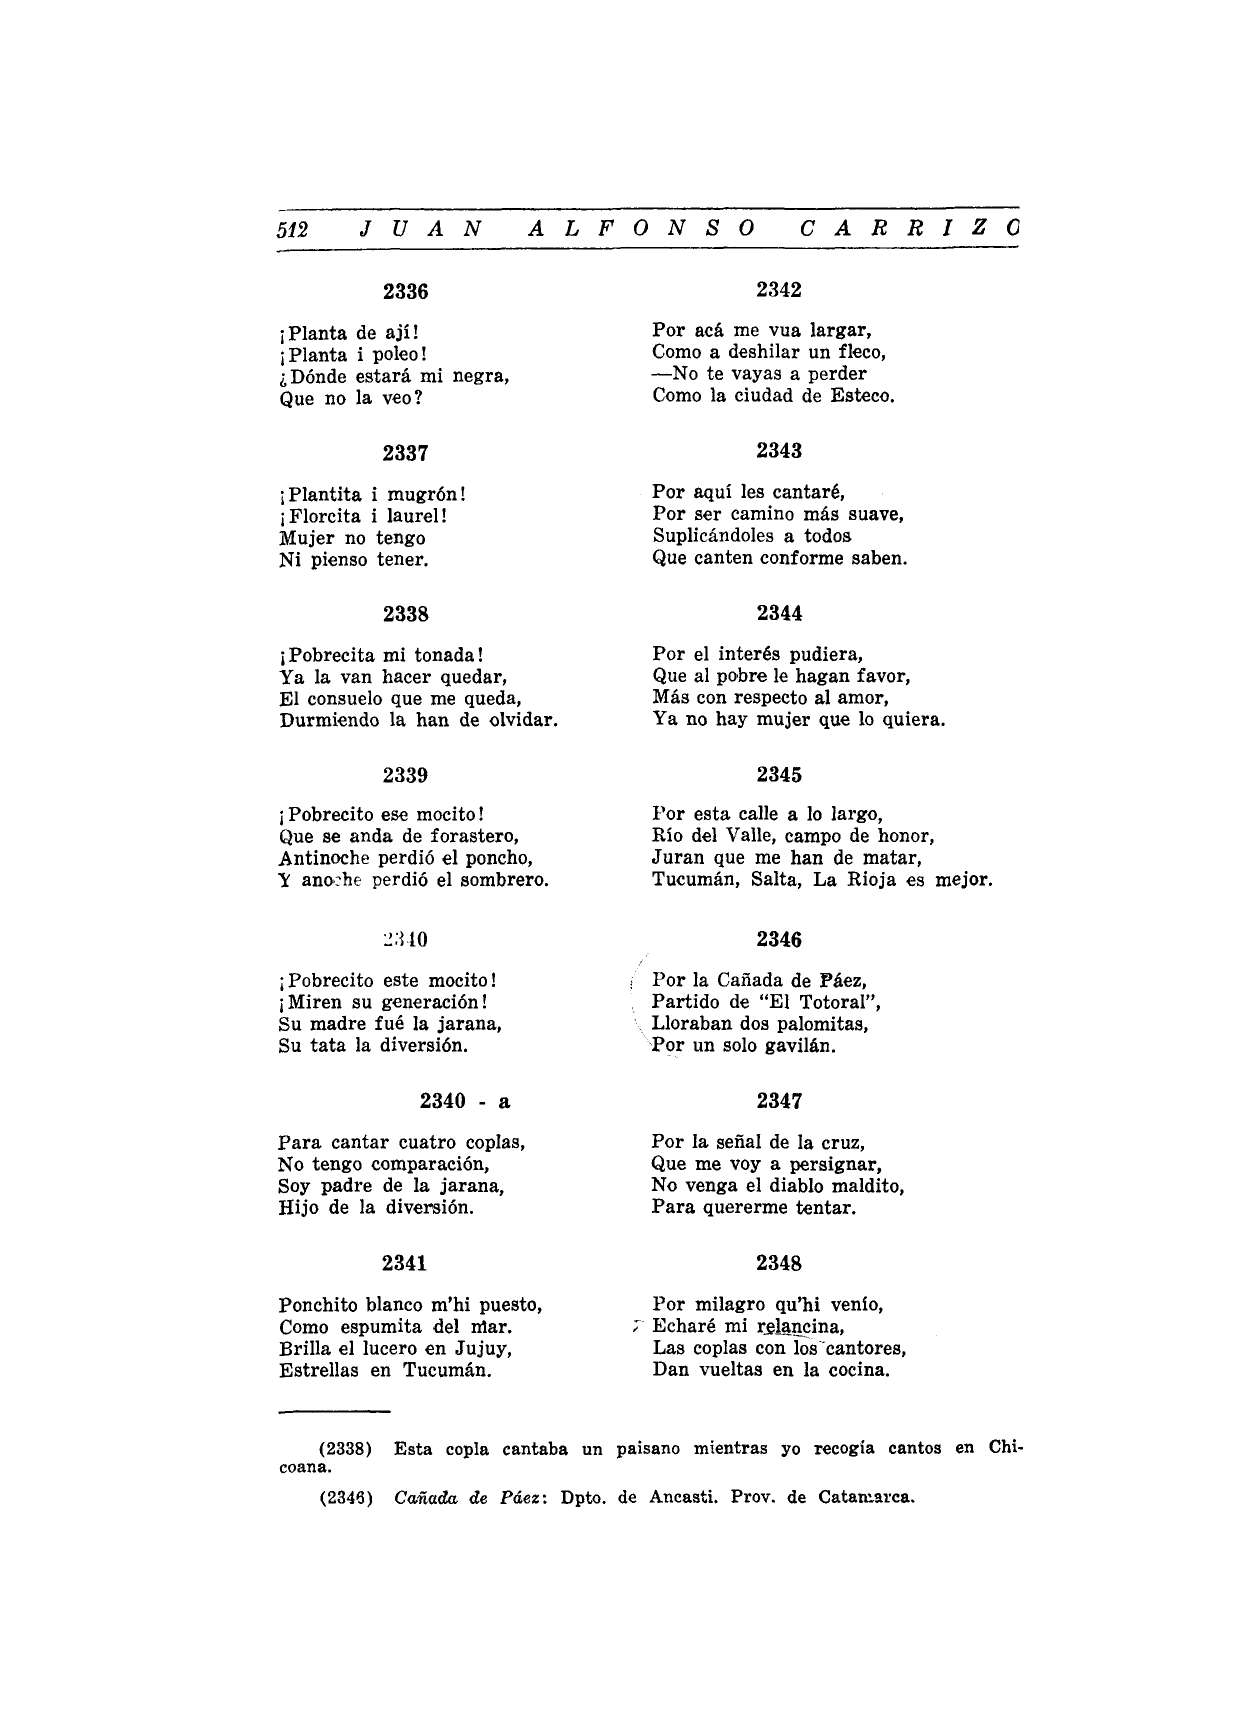 512 JUAN ALFONSO CARRIZO
2336
¡Planta de ají!
¡Planta i poleo!
¿Dónde estará mi negra,
Que no la veo?
2337
¡Plantita i mugrón!
¡Florcita i laurel!
Mujer no tengo
Ni pienso tener.
2338
¡Pobrecita mi tonada!
Ya la van hacer quedar,
El consuelo que me queda,
Durmiendo la han de olvidar.
2339
¡Pobrecito ese mocito!
Que se anda de forastero,
Antinoche perdió el poncho,
Y anoche perdió el sombrero.
2340
¡Pobrecito este mocito!
¡Miren su generación!
Su madre fué la jarana,
Su tata la diversión.
2340 - a
Para cantar cuatro coplas,
No tengo comparación,
Soy padre de la jarana,
Hijo de la diversión.
2341
Ponchito blanco m'hi puesto,
Como espumita del mar.
Brilla el lucero en Jujuy,
Estrellas en Tucumán.
2342
Por acá me vua largar,
Como a deshilar un fleco,
—No te vayas a perder
Como la ciudad de Esteco.
2343
Por aquí les cantaré,
Por ser camino más suave,
Suplicándoles a todos
Que canten conforme saben.
2344
Por el interés pudiera,
Que al pobre le hagan favor,
Más con respecto al amor,
Ya no hay mujer que lo quiera.
2345
Por esta calle a lo largo,
Río del Valle, campo de honor,
Juran que me han de matar,
Tucumán, Salta, La Rioja es mejor.
2346
Por la Cañada de Páez,
Partido de “El Totoral”,
Lloraban dos palomitas,
Por un solo gavilán.
2347
Por la señal de la cruz,
Que me voy a persignar,
No venga el diablo maldito,
Para quererme tentar.
2348
Por milagro qu'hi venío,
Echaré mi relancina,
Las coplas con los cantores,
Dan vueltas en la cocina.
(2338) Esta copla cantaba un paisano mientras yo recogía cantos en Chi-
coana.
(2346) Cañada de Páez: Dpto. de Ancasti. Prov. de Catamarca.